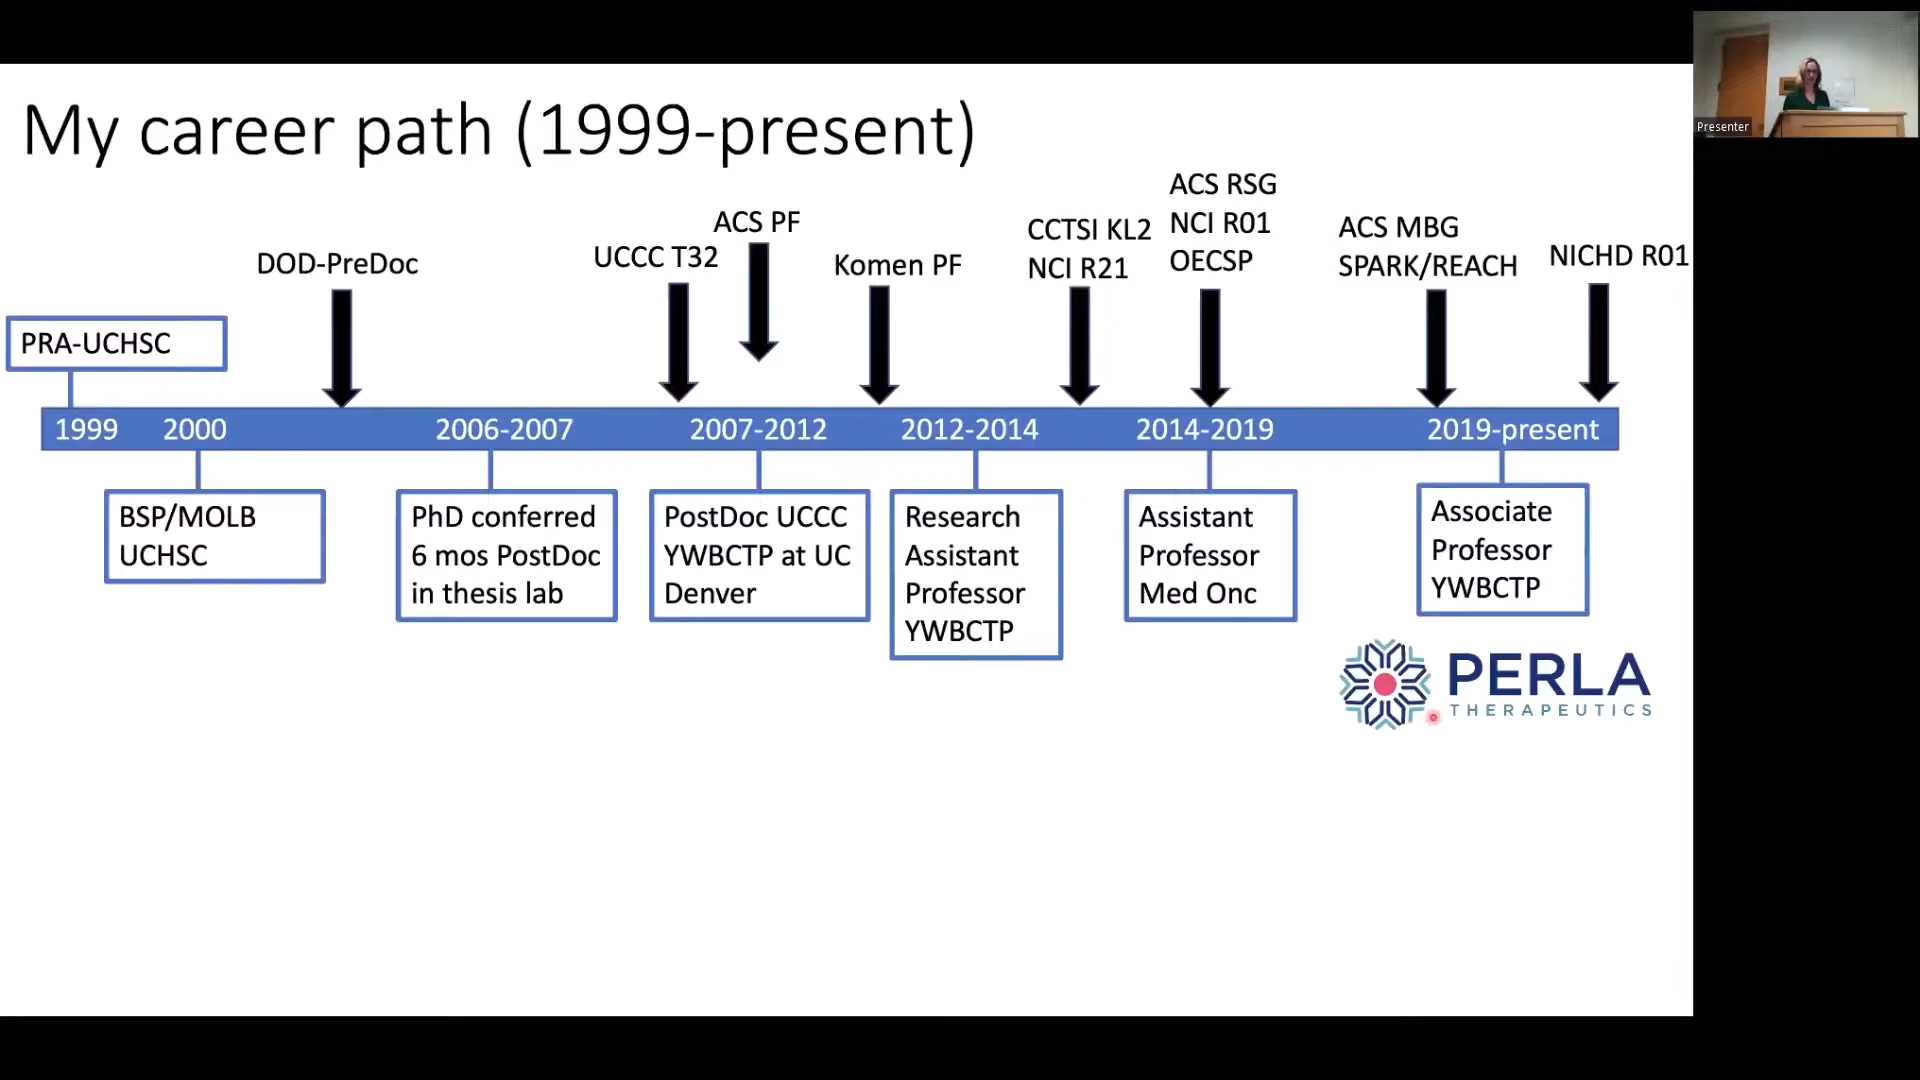 My career path (1999-present)
Presenter
DOD-PreDoc
UCCC T32
ACS PF
Komen PF
CCTSI KL2
NCI R21
ACS RSG
NCI R01
OECSP
ACS MBG
SPARK/REACH
NICHD R01
PRA-UCHSC
1999 2000 2006-2007 2007-2012 2012-2014 2014-2019 2019-present
BSP/MOLB
UCHSC
PhD conferred
6 mos PostDoc
in thesis lab
PostDoc UCCC
YWBCTP at UC
Denver
Research
Assistant
Professor
YWBCTP
Assistant
Professor
Med Onc
Associate
Professor
YWBCTP
PERLA
THERAPEUTICS